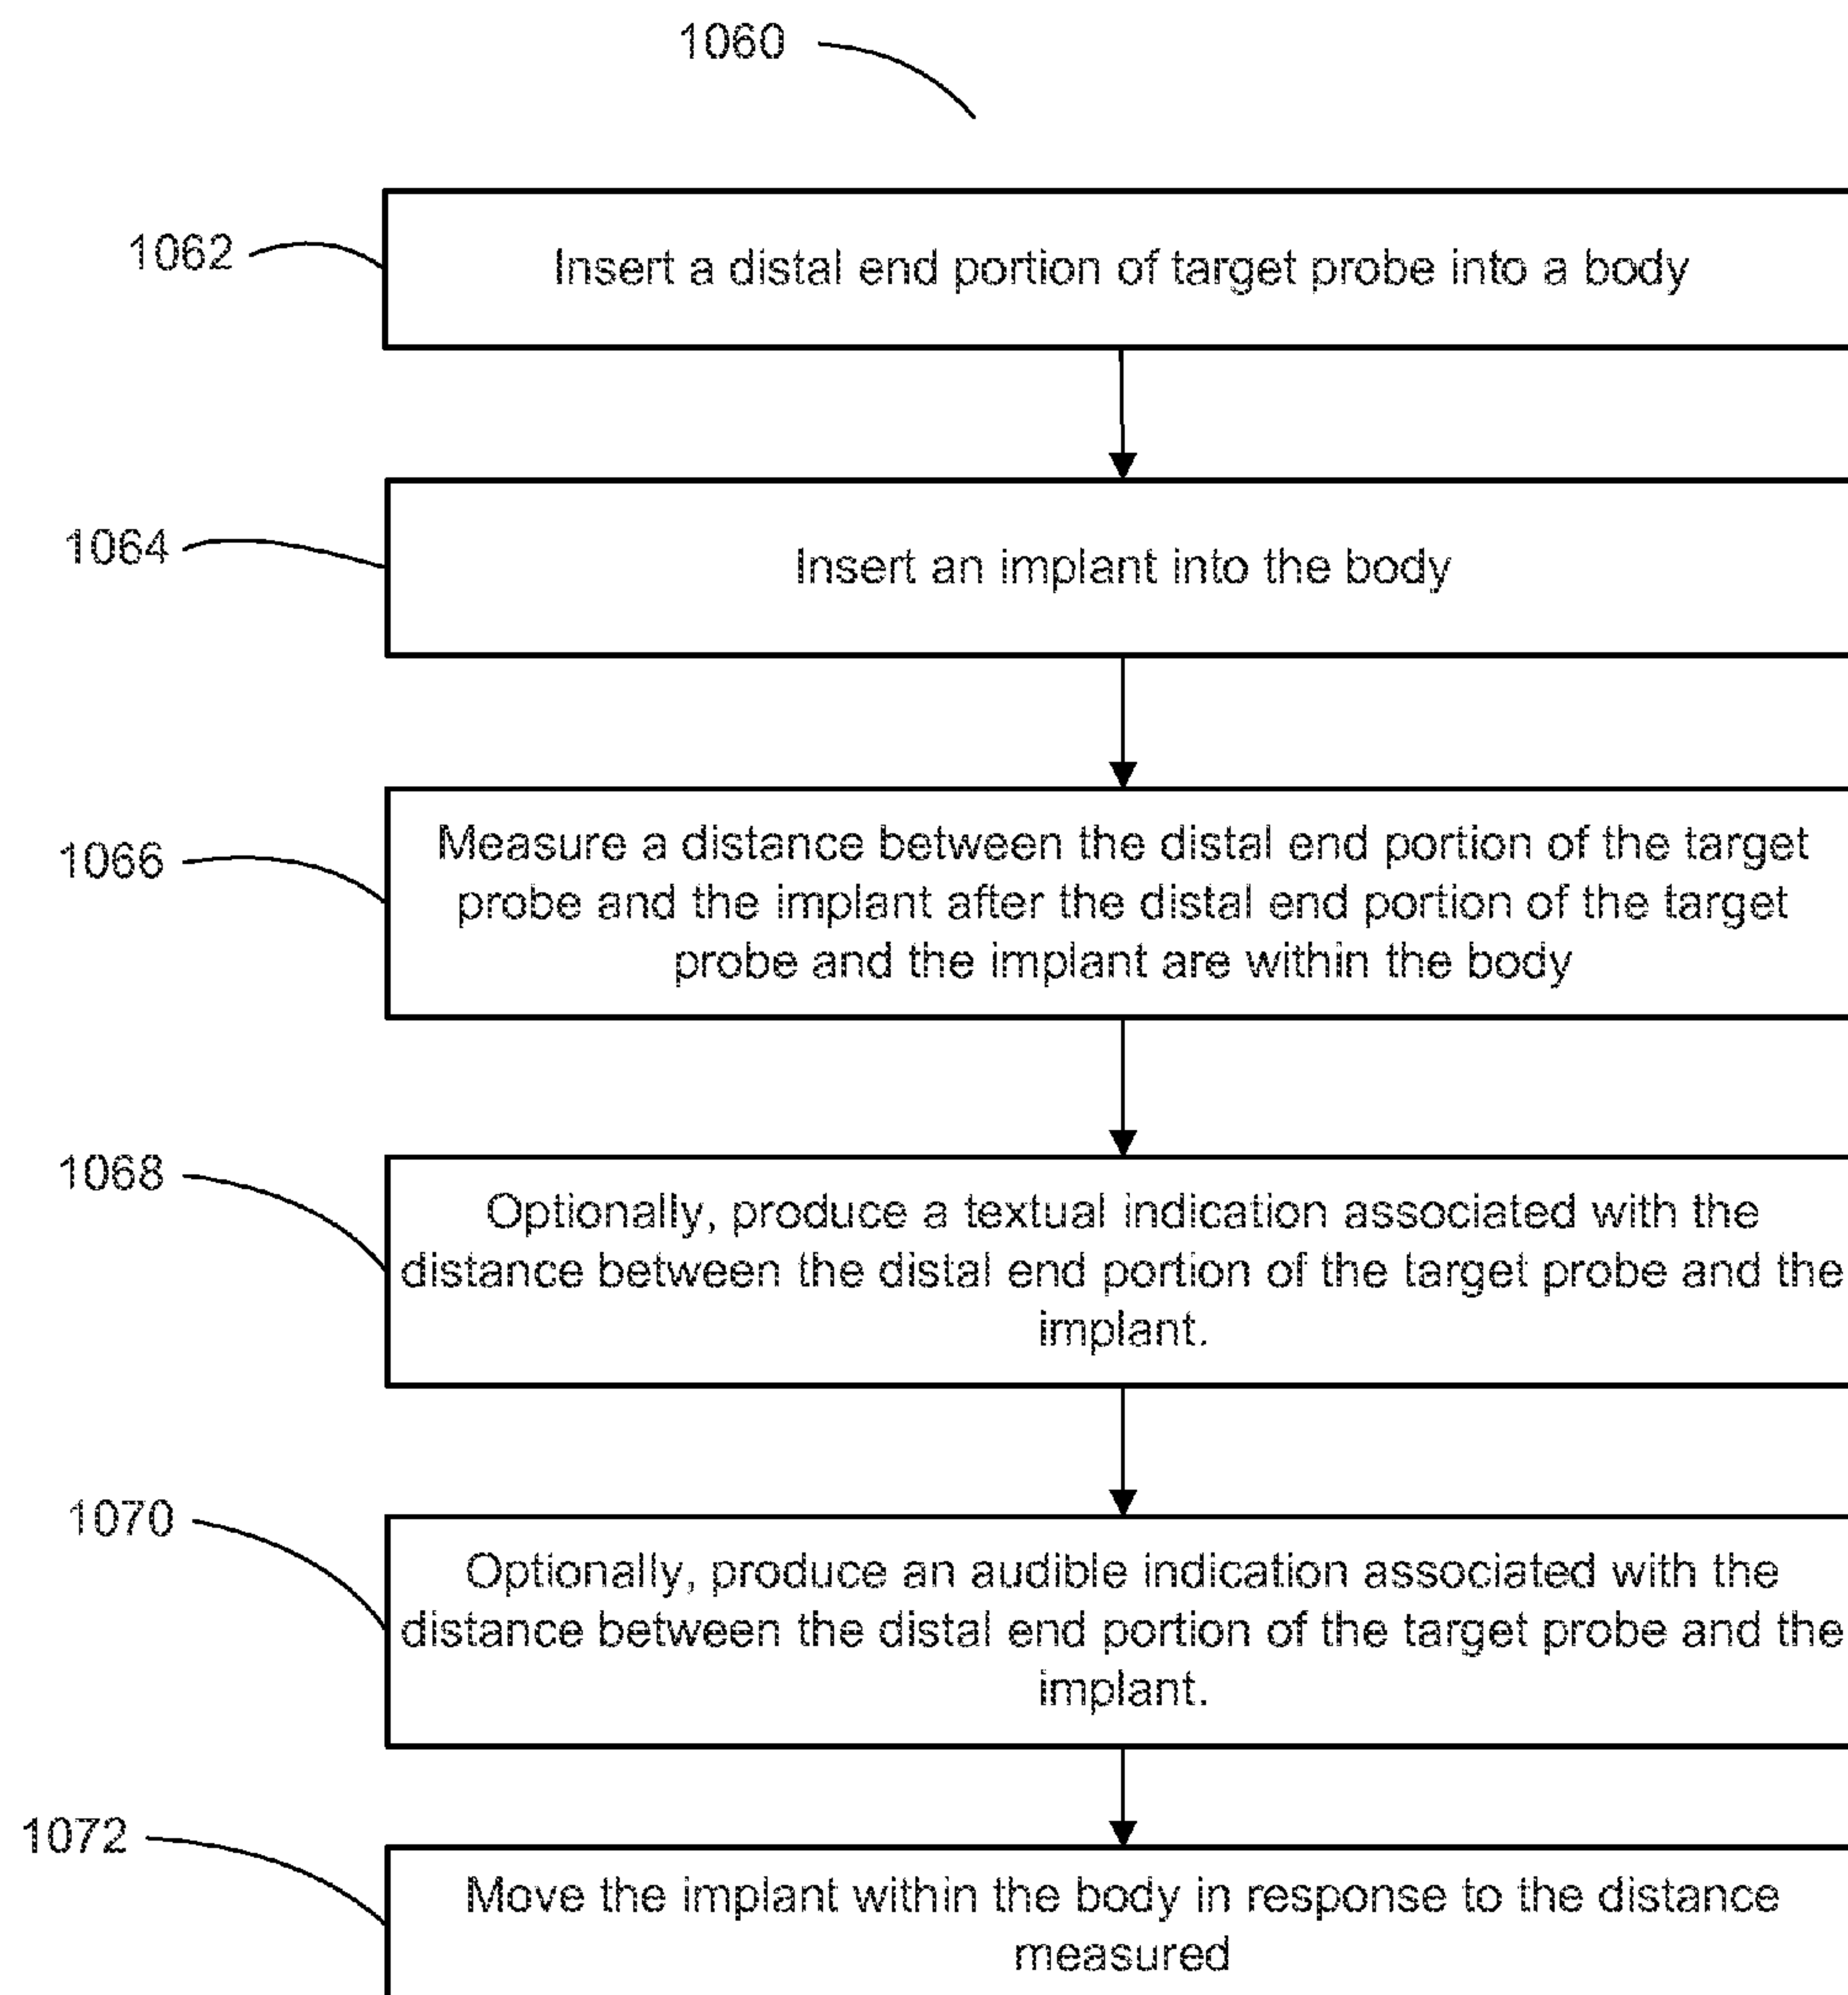 1060
1062
Insert a distal end portion of target probe into a body
1064
Insert an implant into the body
1066
Measure a distance between the distal end portion of the target
probe and the implant after the distal end portion of the target
probe and the implant are within the body
1068
Optionally, produce a textual indication associated with the
distance between the distal end portion of the target probe and the
implant.
1070
Optionally, produce an audible indication associated with the
distance between the distal end portion of the target probe and the
implant.
1072
Move the implant within the body in response to the distance
measured